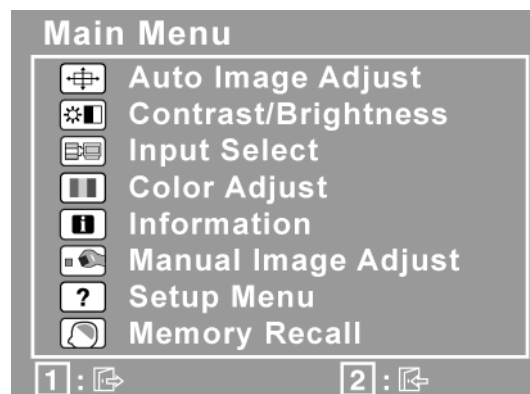 Main Menu
Auto Image Adjust
Contrast/Brightness
Input Select
Color Adjust
i Information
Manual Image Adjust
? Setup Menu
Memory Recall
1 : 2 :